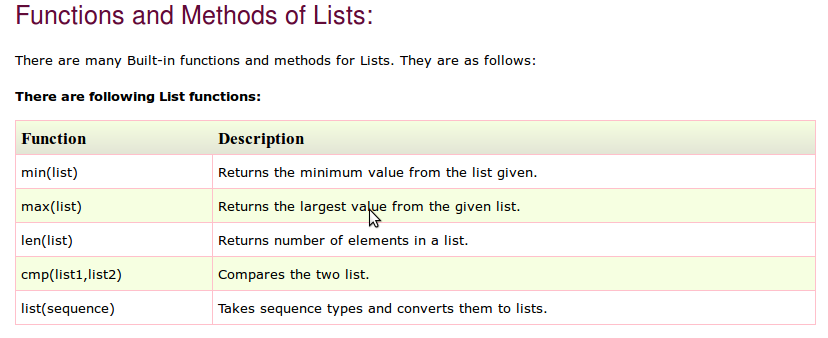 Functions and Methods of Lists:
There are many Built-in functions and methods for Lists. They are as follows:
There are following List functions:
Function Description
min(list) Returns the minimum value from the list given.
max(list) Returns the largest value from the given list.
len(list) Returns number of elements in a list.
cmp(list1,list2) Compares the two list.
list(sequence) Takes sequence types and converts them to lists.